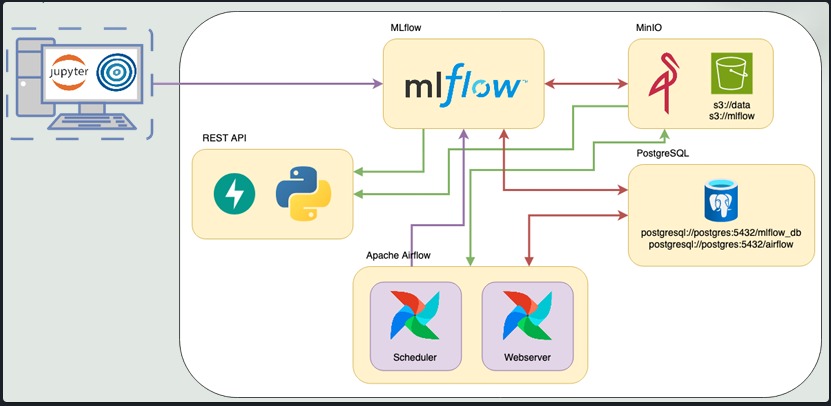 MLflow
MinIO
jupyter
mlflow™
s3://data
s3://mlflow
REST API
PostgreSQL
postgresql://postgres:5432/mlflow_db
postgresql://postgres:5432/airflow
Apache Airflow
Scheduler
Webserver